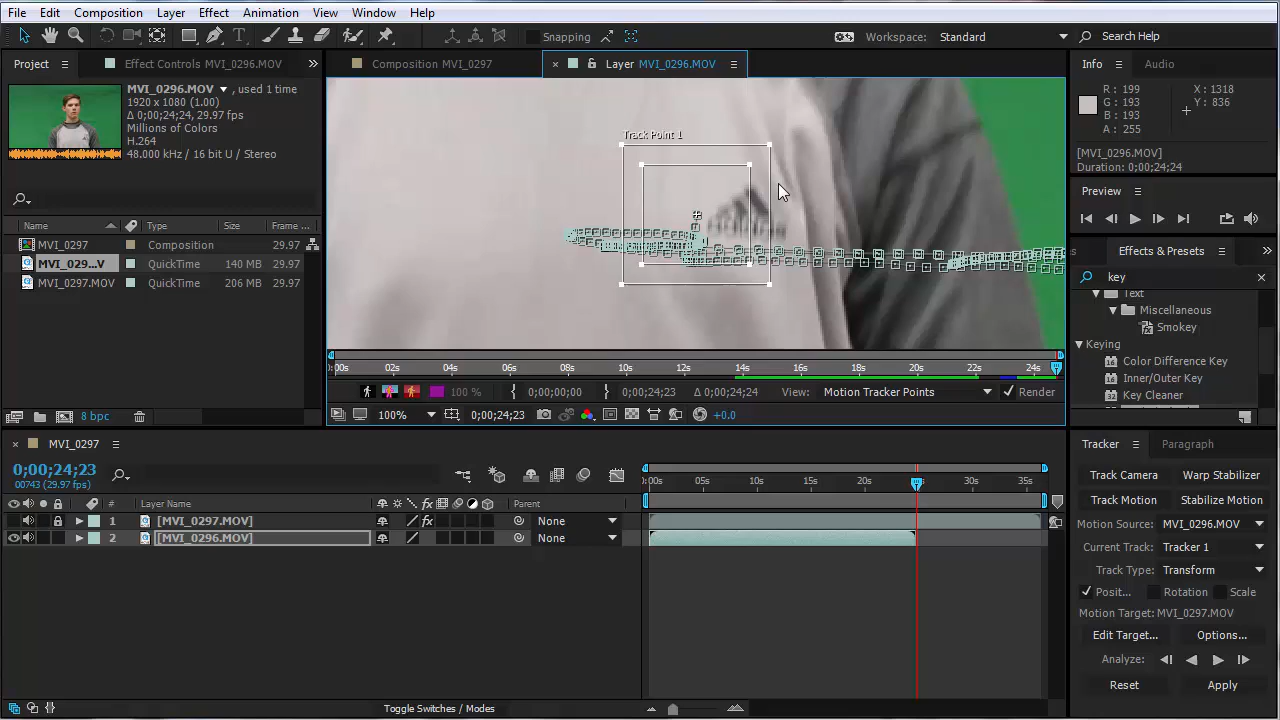 File Edit Composition Layer Effect Animation View Window Help
Snapping
Workspace: Standard
Search Help
Project
Effect Controls MVI_0296.MOV
Composition MVI_0297
Layer MVI_0296.MOV
Info Audio
MVI_0296.MOV , used 1 time
1920 x 1080 (1.00)
Δ 0;00;24;24, 29.97 fps
Millions of Colors
H.264
48.000 kHz / 16 bit U / Stereo
Name Type Size Frame ...
MVI_0297 Composition 29.97
MVI_029...V QuickTime 140 MB 29.97
MVI_0297.MOV QuickTime 206 MB 29.97
8 bpc
Track Point 1
adidas
R : 199
G : 193
B : 193
A : 255
X : 1318
Y : 836
[MVI_0296.MOV]
Duration: 0;00;24;24
Preview
Effects & Presets
key
Text
Miscellaneous
Smokey
Keying
Color Difference Key
Inner/Outer Key
Key Cleaner
:00s 02s 04s 06s 08s 10s 12s 14s 16s 18s 20s 22s 24s
100 %
0;00;00;00
0;00;24;23
Δ 0;00;24;24
View: Motion Tracker Points
Render
100%
0;00;24;23
+0.0
MVI_0297
0;00;24;23
00743 (29.97 fps)
# Layer Name Parent
1 [MVI_0297.MOV] None
2 [MVI_0296.MOV] None
:00s 05s 10s 15s 20s 30s 35s
Toggle Switches / Modes
Tracker Paragraph
Track Camera Warp Stabilizer
Track Motion Stabilize Motion
Motion Source: MVI_0296.MOV
Current Track: Tracker 1
Track Type: Transform
Posit... Rotation Scale
Motion Target: MVI_0297.MOV
Edit Target... Options...
Analyze:
Reset Apply